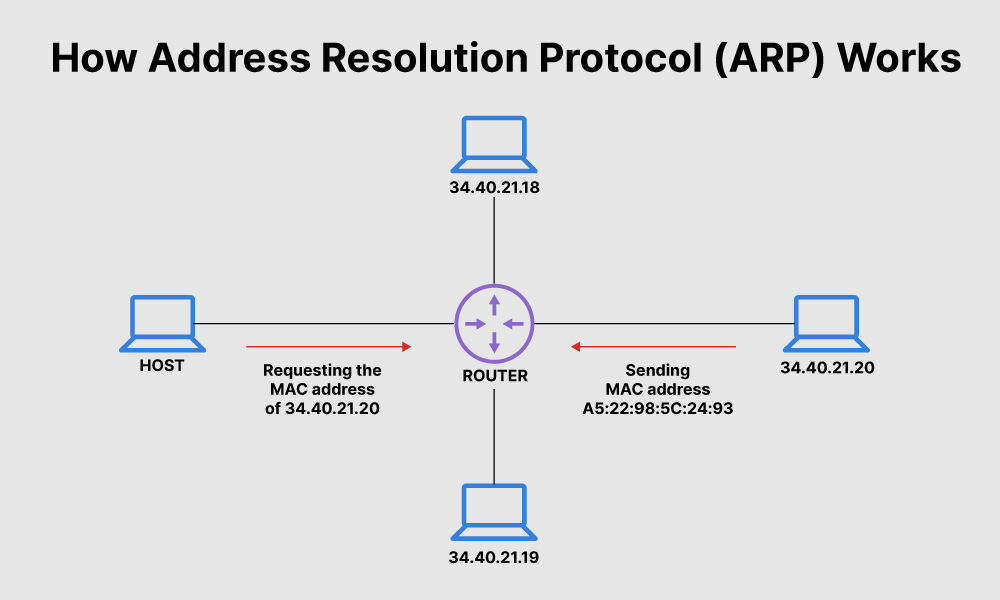 How Address Resolution Protocol (ARP) Works
34.40.21.18
HOST
Requesting the
MAC address
of 34.40.21.20
ROUTER
Sending
MAC address
A5:22:98:5C:24:93
34.40.21.20
34.40.21.19